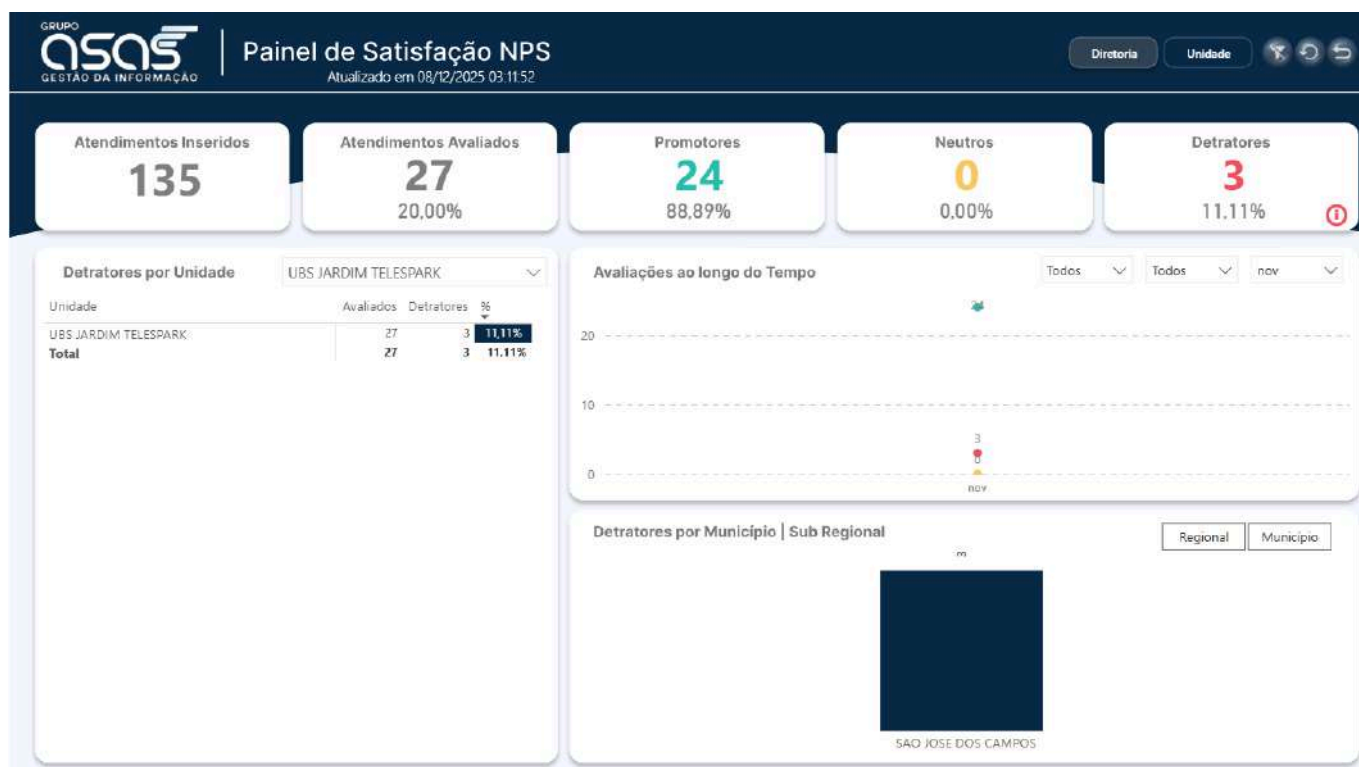 GRUPO
asas
GESTÃO DA INFORMAÇÃO
Painel de Satisfação NPS
Atualizado em 08/12/2025 03:11:52
Diretoria
Unidade
Atendimentos Inseridos
135
Atendimentos Avaliados
27
20,00%
Promotores
24
88,89%
Neutros
0
0,00%
Detratores
3
11,11%
Detratores por Unidade
UBS JARDIM TELESPARK
Unidade Avaliados Detratores %
UBS JARDIM TELESPARK 27 3 11,11%
Total 27 3 11,11%
Avaliações ao longo do Tempo
Todos
Todos
nov
24
20
10
3
0
0
nov
Detratores por Município | Sub Regional
Regional
Município
3
SAO JOSE DOS CAMPOS